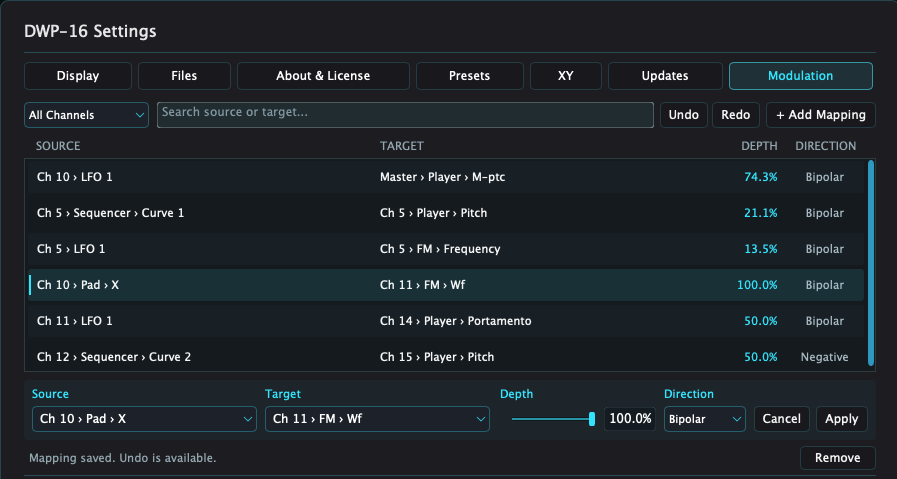 DWP-16 Settings
Display Files About & License Presets XY Updates Modulation
All Channels Search source or target... Undo Redo + Add Mapping
SOURCE TARGET DEPTH DIRECTION
Ch 10 › LFO 1 Master › Player › M-ptc 74.3% Bipolar
Ch 5 › Sequencer › Curve 1 Ch 5 › Player › Pitch 21.1% Bipolar
Ch 5 › LFO 1 Ch 5 › FM › Frequency 13.5% Bipolar
Ch 10 › Pad › X Ch 11 › FM › Wf 100.0% Bipolar
Ch 11 › LFO 1 Ch 14 › Player › Portamento 50.0% Bipolar
Ch 12 › Sequencer › Curve 2 Ch 15 › Player › Pitch 50.0% Negative
Source Target Depth Direction
Ch 10 › Pad › X Ch 11 › FM › Wf 100.0% Bipolar Cancel Apply
Mapping saved. Undo is available. Remove